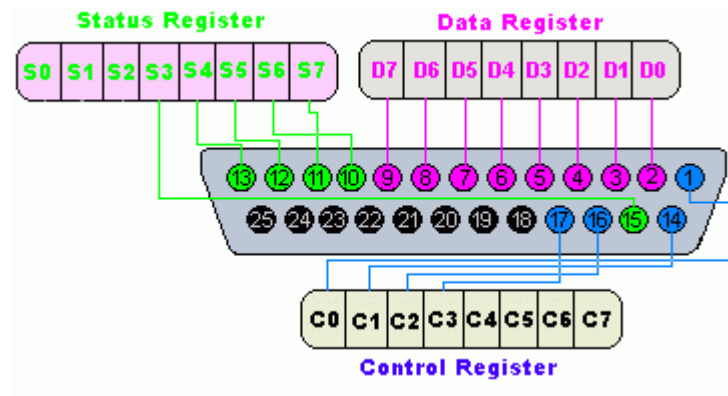 Status Register Data Register
S0 S1 S2 S3 S4 S5 S6 S7 D7 D6 D5 D4 D3 D2 D1 D0
13 12 11 10 9 8 7 6 5 4 3 2 1
25 24 23 22 21 20 19 18 17 16 15 14
C0 C1 C2 C3 C4 C5 C6 C7
Control Register